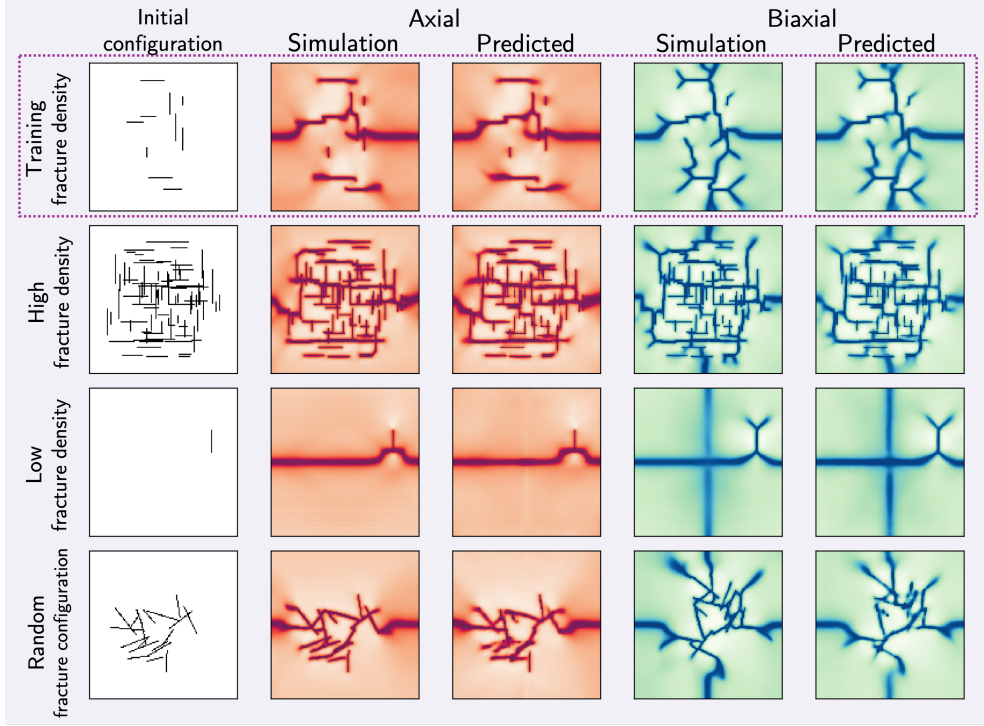 Initial
configuration
Axial
Simulation
Predicted
Biaxial
Simulation
Predicted
Training
fracture density
High
fracture density
Low
fracture density
Random
fracture configuration